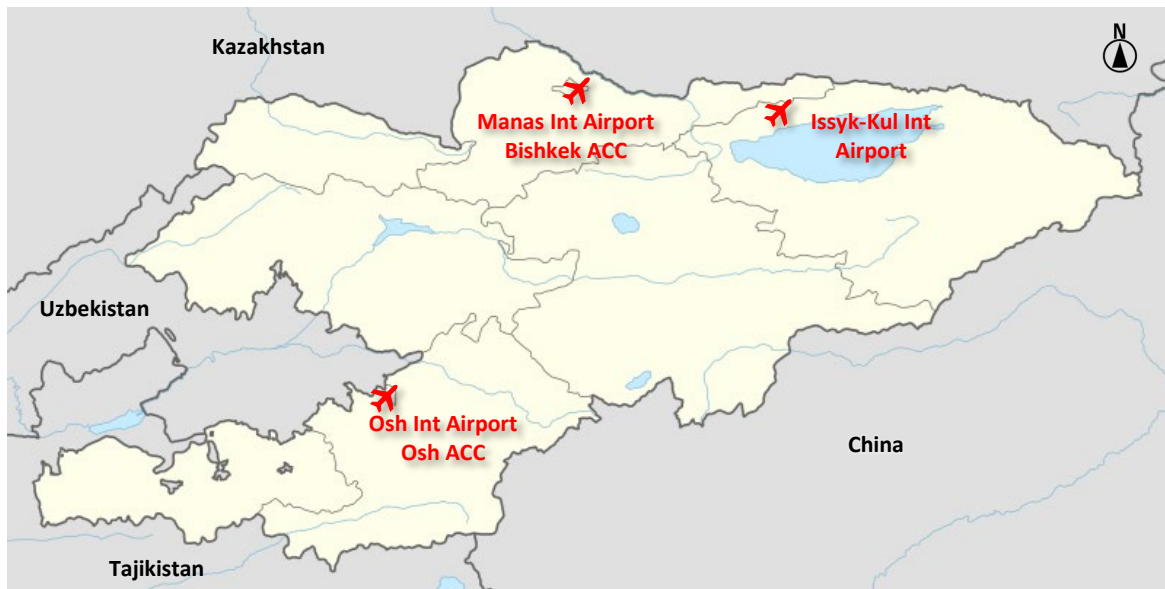 Kazakhstan
N
Manas Int Airport
Bishkek ACC
Issyk-Kul Int
Airport
Uzbekistan
Osh Int Airport
Osh ACC
China
Tajikistan